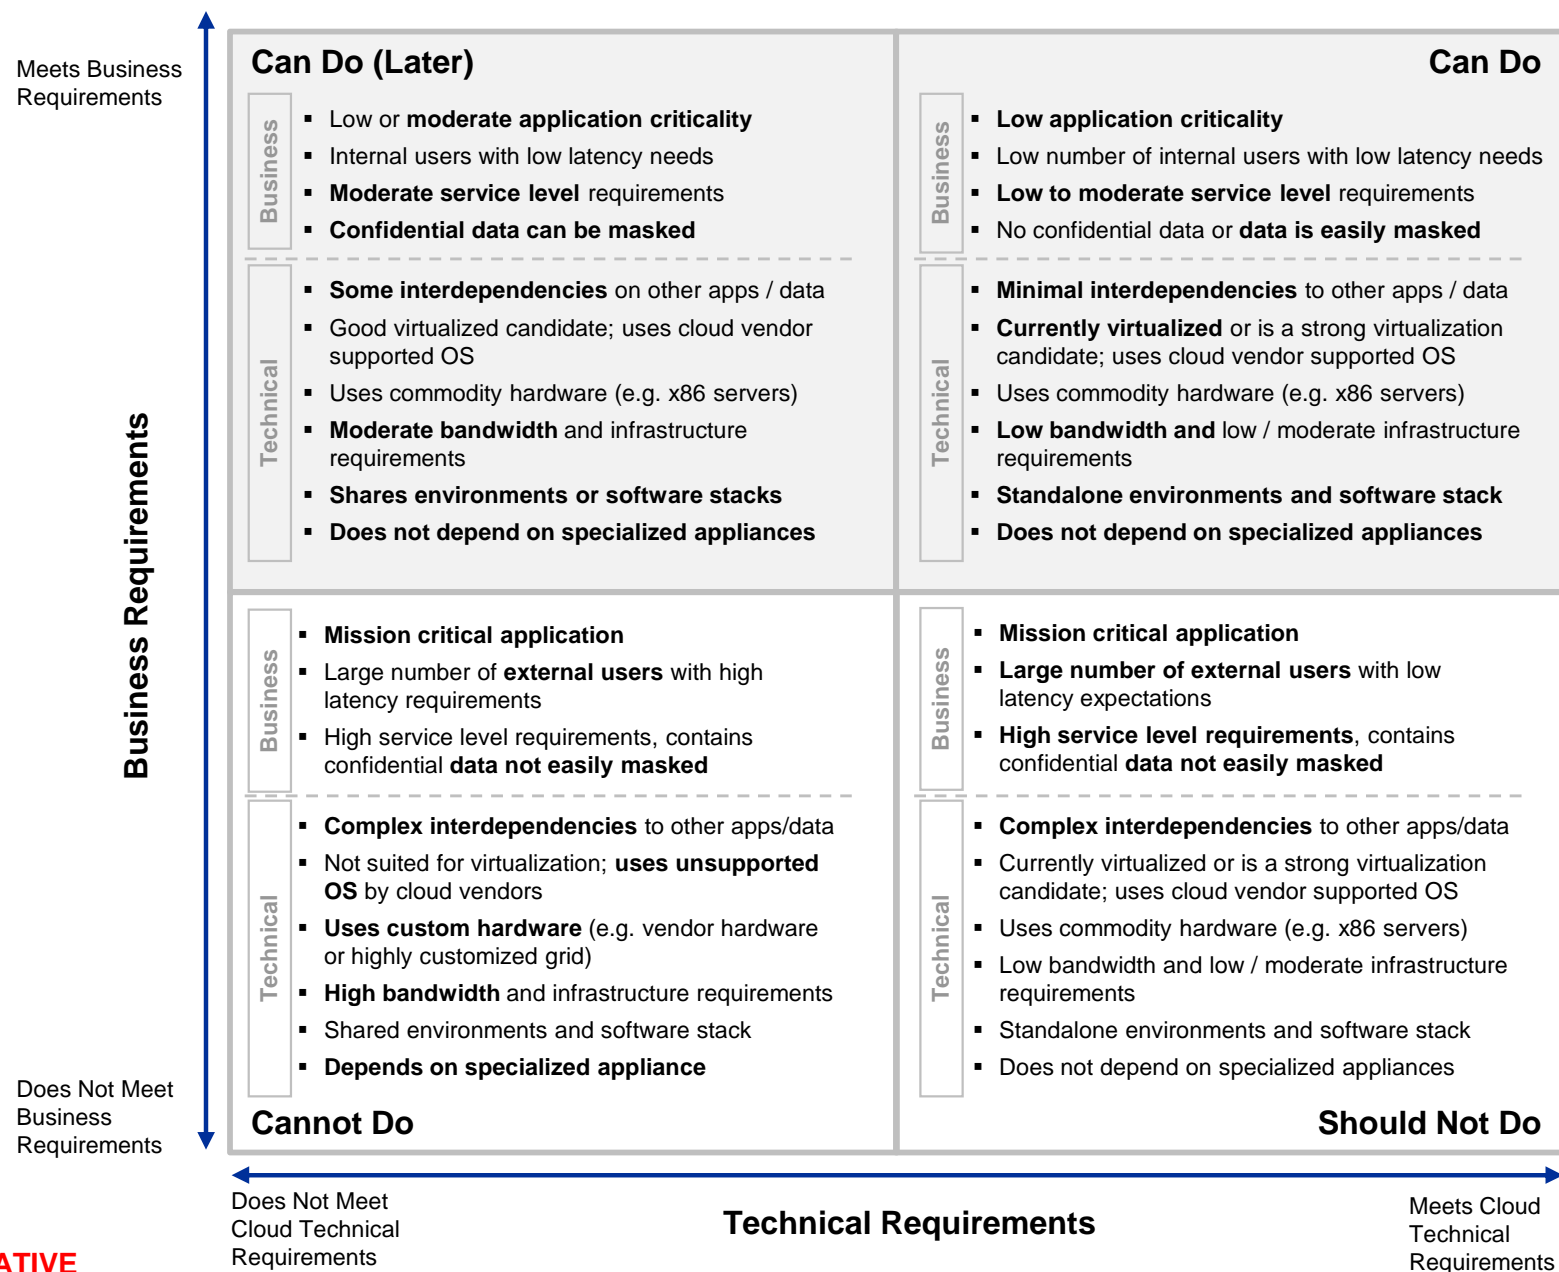 Meets Business
Requirements
Can Do (Later)
Business
▪ Low or moderate application criticality
▪ Internal users with low latency needs
▪ Moderate service level requirements
▪ Confidential data can be masked
Technical
▪ Some interdependencies on other apps / data
▪ Good virtualized candidate; uses cloud vendor
supported OS
▪ Uses commodity hardware (e.g. x86 servers)
▪ Moderate bandwidth and infrastructure
requirements
▪ Shares environments or software stacks
▪ Does not depend on specialized appliances
Can Do
Business
▪ Low application criticality
▪ Low number of internal users with low latency needs
▪ Low to moderate service level requirements
▪ No confidential data or data is easily masked
Technical
▪ Minimal interdependencies to other apps / data
▪ Currently virtualized or is a strong virtualization
candidate; uses cloud vendor supported OS
▪ Uses commodity hardware (e.g. x86 servers)
▪ Low bandwidth and low / moderate infrastructure
requirements
▪ Standalone environments and software stack
▪ Does not depend on specialized appliances
Business Requirements
Business
▪ Mission critical application
▪ Large number of external users with high
latency requirements
▪ High service level requirements, contains
confidential data not easily masked
Technical
▪ Complex interdependencies to other apps/data
▪ Not suited for virtualization; uses unsupported
OS by cloud vendors
▪ Uses custom hardware (e.g. vendor hardware
or highly customized grid)
▪ High bandwidth and infrastructure requirements
▪ Shared environments and software stack
▪ Depends on specialized appliance
Cannot Do
Business
▪ Mission critical application
▪ Large number of external users with low
latency expectations
▪ High service level requirements, contains
confidential data not easily masked
Technical
▪ Complex interdependencies to other apps/data
▪ Currently virtualized or is a strong virtualization
candidate; uses cloud vendor supported OS
▪ Uses commodity hardware (e.g. x86 servers)
▪ Low bandwidth and low / moderate infrastructure
requirements
▪ Standalone environments and software stack
▪ Does not depend on specialized appliances
Should Not Do
Does Not Meet
Business
Requirements
Does Not Meet
Cloud Technical
Requirements
Technical Requirements
Meets Cloud
Technical
Requirements
ATIVE